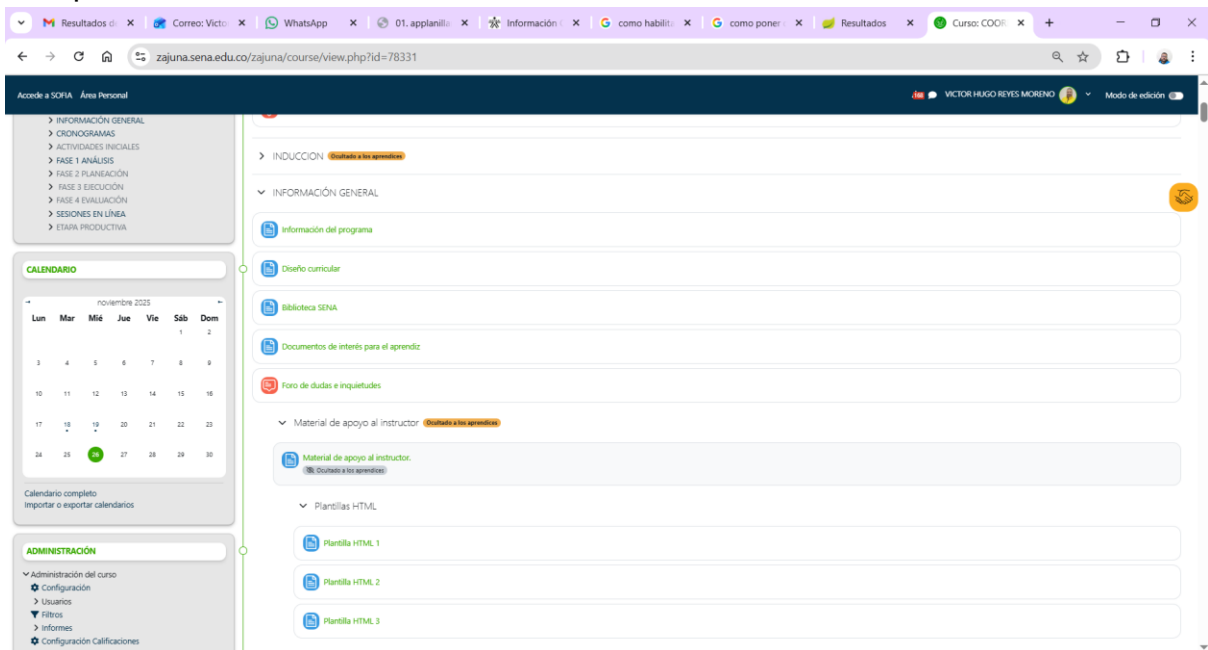 Resultados d
Correo: Victo
WhatsApp
01. applanilla
Información
como habilita
como poner
Resultados
Curso: COOR
zajuna.sena.edu.co/zajuna/course/view.php?id=78331
Accede a SOFIA Área Personal
VICTOR HUGO REYES MORENO
Modo de edición
INFORMACIÓN GENERAL
CRONOGRAMAS
ACTIVIDADES INICIALES
FASE 1 ANÁLISIS
FASE 2 PLANEACIÓN
FASE 3 EJECUCIÓN
FASE 4 EVALUACIÓN
SESIONES EN LÍNEA
ETAPA PRODUCTIVA
CALENDARIO
noviembre 2025
Lun Mar Mié Jue Vie Sáb Dom
1 2
3 4 5 6 7 8 9
10 11 12 13 14 15 16
17 18 19 20 21 22 23
24 25 26 27 28 29 30
Calendario completo
Importar o exportar calendarios
ADMINISTRACIÓN
Administración del curso
Configuración
Usuarios
Filtros
Informes
Configuración Calificaciones
INDUCCION Ocultado a los aprendices
INFORMACIÓN GENERAL
Información del programa
Diseño curricular
Biblioteca SENA
Documentos de interés para el aprendiz
Foro de dudas e inquietudes
Material de apoyo al instructor Ocultado a los aprendices
Material de apoyo al instructor.
Ocultado a los aprendices
Plantillas HTML
Plantilla HTML 1
Plantilla HTML 2
Plantilla HTML 3